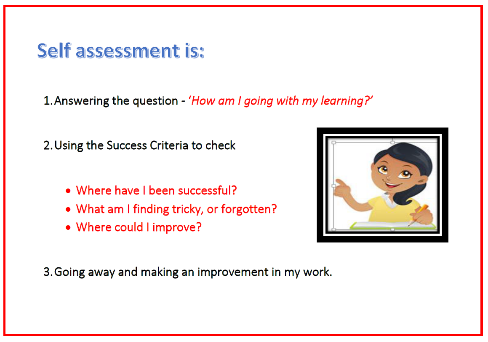 Self assessment is:
1. Answering the question - ‘How am I going with my learning?’
2. Using the Success Criteria to check
• Where have I been successful?
• What am I finding tricky, or forgotten?
• Where could I improve?
3. Going away and making an improvement in my work.